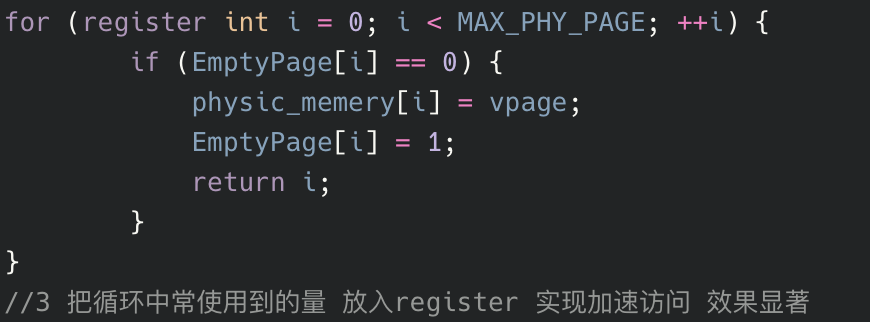 for (register int i = 0; i < MAX_PHY_PAGE; ++i) {
        if (EmptyPage[i] == 0) {
            physic_memery[i] = vpage;
            EmptyPage[i] = 1;
            return i;
        }
}
//3 把循环中常使用到的量 放入register 实现加速访问 效果显著